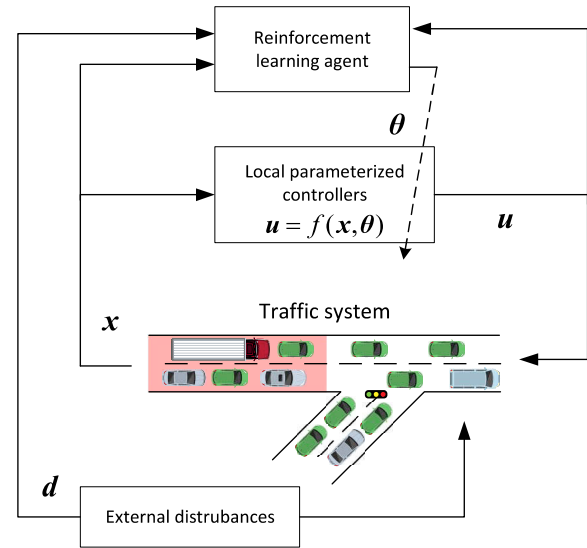 Reinforcement
learning agent
θ
Local parameterized
controllers
u = f(x,θ)
u
x
Traffic system
d
External distrubances